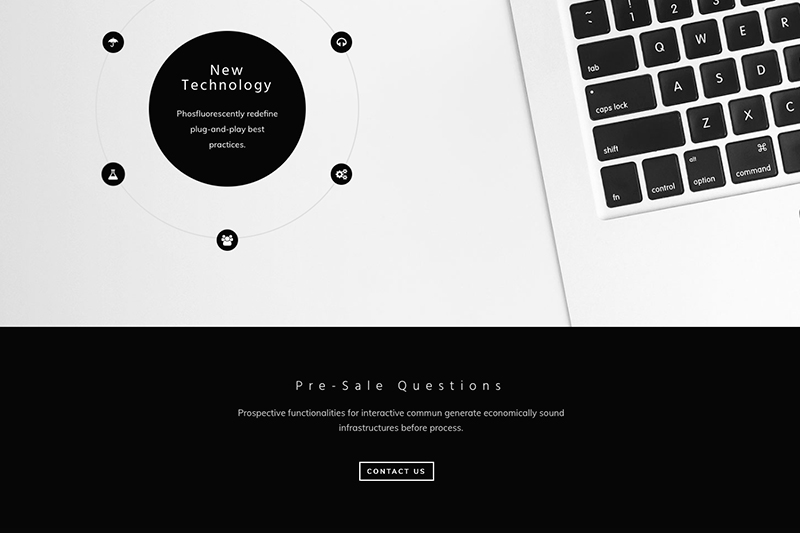 New
Technology
Phosfluorescently redefine
plug-and-play best
practices.
~
!
1
2
3
4
tab
Q
W
E
R
caps lock
A
S
D
shift
Z
X
C
fn
control
alt
option
⌘
command
Pre-Sale Questions
Prospective functionalities for interactive commun generate economically sound
infrastructures before process.
CONTACT US